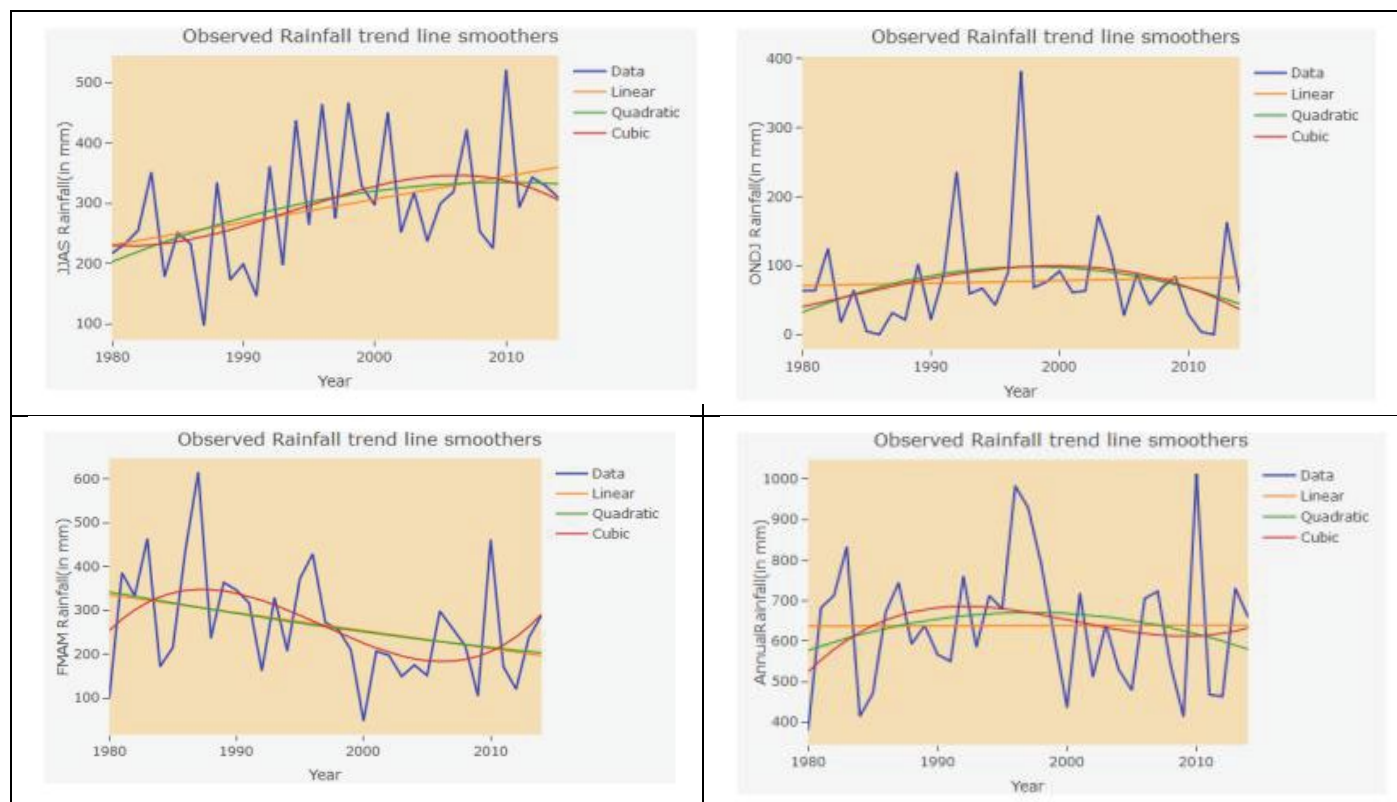 Observed Rainfall trend line smoothers
JJAS Rainfall(in mm)
500
400
300
200
100
1980
1990
2000
2010
Year
Data
Linear
Quadratic
Cubic
Observed Rainfall trend line smoothers
ONDJ Rainfall(in mm)
400
300
200
100
0
1980
1990
2000
2010
Year
Data
Linear
Quadratic
Cubic
Observed Rainfall trend line smoothers
FMAM Rainfall(in mm)
600
500
400
300
200
100
1980
1990
2000
2010
Year
Data
Linear
Quadratic
Cubic
Observed Rainfall trend line smoothers
AnnualRainfall(in mm)
1000
900
800
700
600
500
400
1980
1990
2000
2010
Year
Data
Linear
Quadratic
Cubic